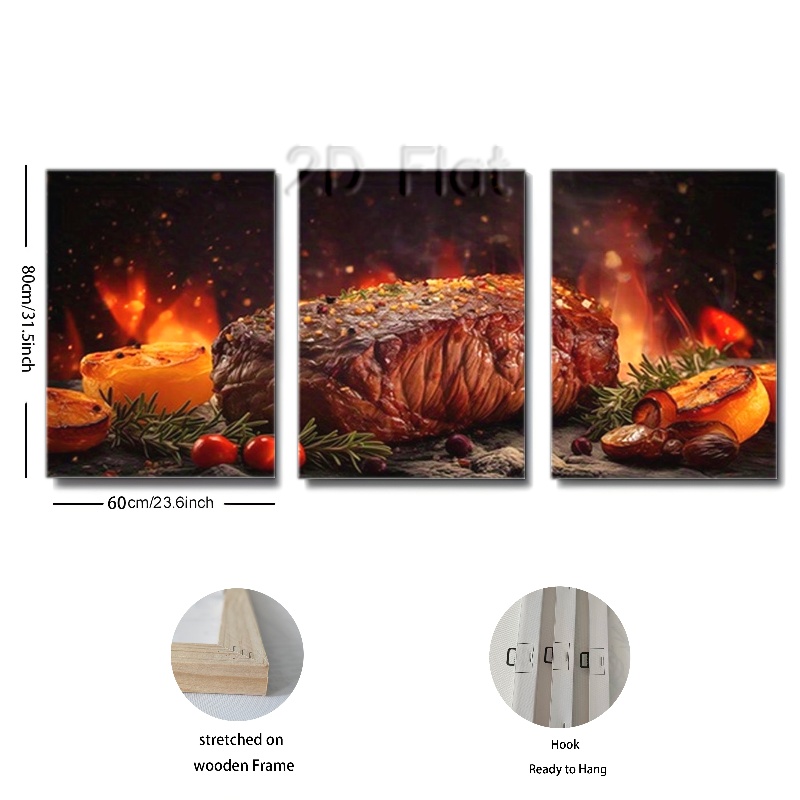 2D Flat
80cm/31.5inch
60cm/23.6inch
stretched on
wooden Frame
Hook
Ready to Hang